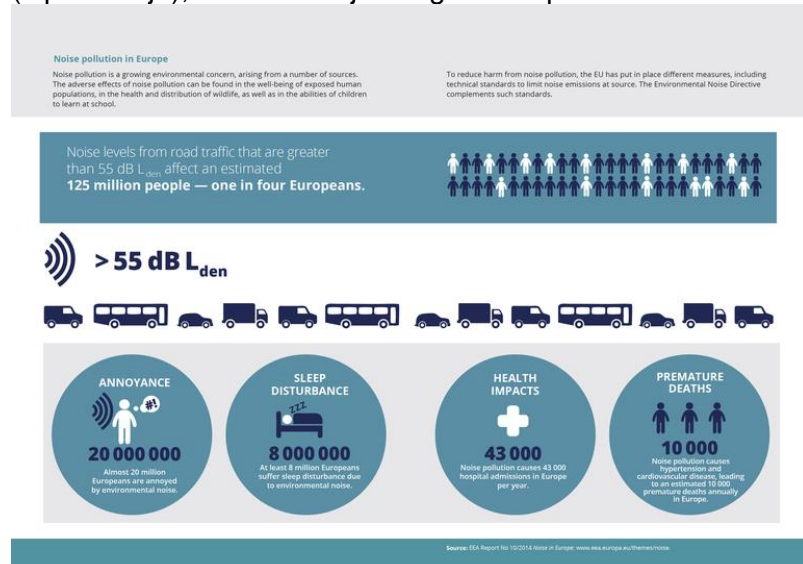 Noise pollution in Europe
Noise pollution is a growing environmental concern, arising from a number of sources.
The adverse effects of noise pollution can be found in the well-being of exposed human
populations, in the health and distribution of wildlife, as well as in the abilities of children
to learn at school.
To reduce harm from noise pollution, the EU has put in place different measures, including
technical standards to limit noise emissions at source. The Environmental Noise Directive
complements such standards.
Noise levels from road traffic that are greater
than 55 dB Lden affect an estimated
125 million people — one in four Europeans.
> 55 dB Lden
ANNOYANCE
#!
20 000 000
Almost 20 million
Europeans are annoyed
by environmental noise.
SLEEP
DISTURBANCE
zzz
8 000 000
At least 8 million Europeans
suffer sleep disturbance due
to environmental noise.
HEALTH
IMPACTS
43 000
Noise pollution causes 43 000
hospital admissions in Europe
per year.
PREMATURE
DEATHS
10 000
Noise pollution causes
hypertension and
cardiovascular disease, leading
to an estimated 10 000
premature deaths annually
in Europe.
Source: EEA Report No 10/2014 Noise in Europe: www.eea.europa.eu/themes/noise.